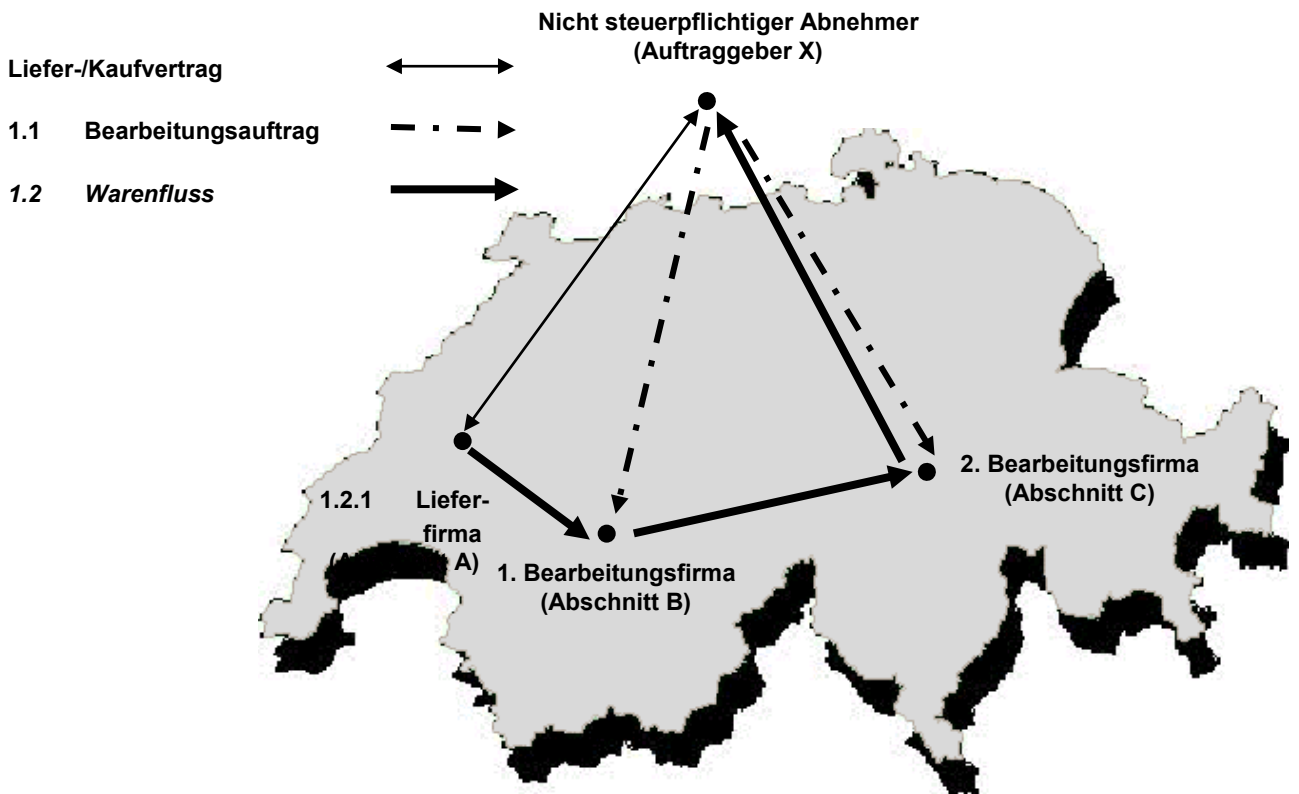 Nicht steuerpflichtiger Abnehmer
(Auftraggeber X)
Liefer-/Kaufvertrag
1.1 Bearbeitungsauftrag
1.2 Warenfluss
2. Bearbeitungsfirma
(Abschnitt C)
1.2.1 Liefer-
firma
A)
1. Bearbeitungsfirma
(Abschnitt B)